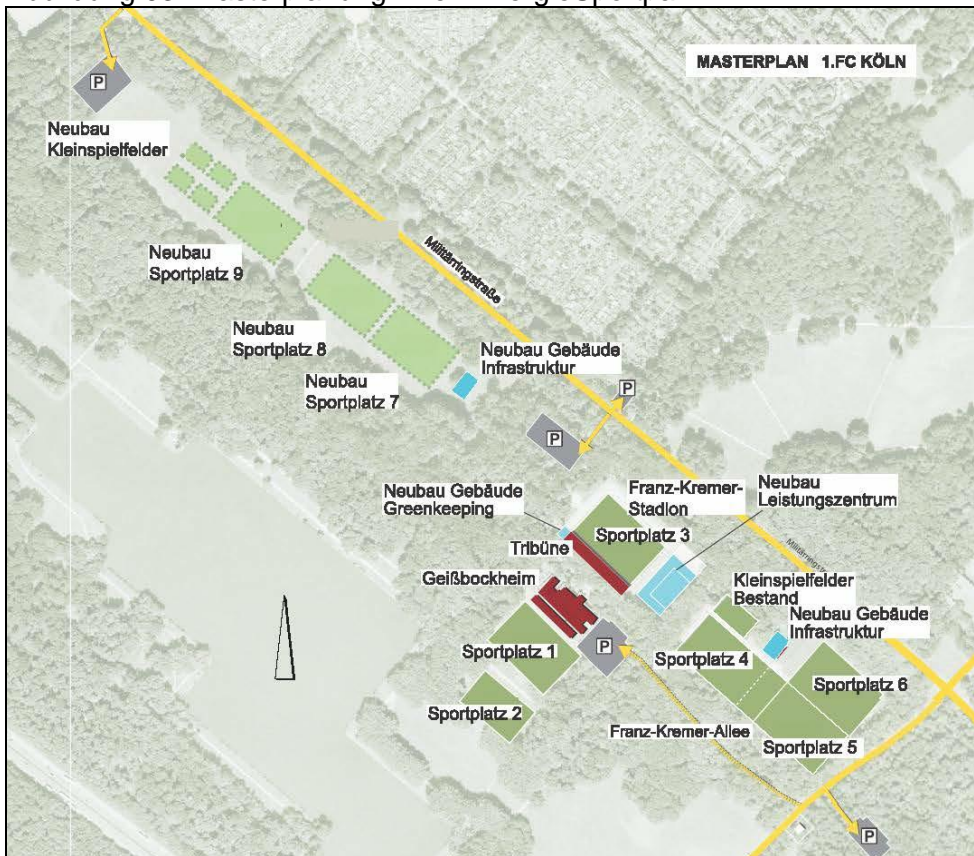 MASTERPLAN 1.FC KÖLN
P
Neubau
Kleinspielfelder
Neubau
Sportplatz 9
Militärringstraße
Neubau
Sportplatz 8
Neubau Gebäude
Infrastruktur
Neubau
Sportplatz 7
P
P
Neubau Gebäude
Greenkeeping
Franz-Kremer-
Stadion
Neubau
Leistungszentrum
Sportplatz 3
Tribüne
Geißbockheim
Kleinspielfelder
Bestand
Neubau Gebäude
Infrastruktur
Sportplatz 1
P
Sportplatz 4
Sportplatz 6
Sportplatz 2
Franz-Kremer-Allee
Sportplatz 5
P